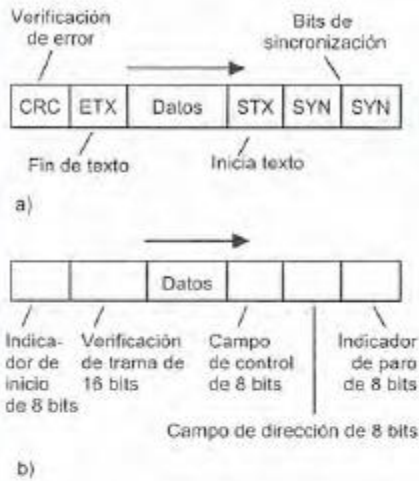 Verificación
de error
Bits de
sincronización
CRC ETX Datos STX SYN SYN
Fin de texto
Inicia texto
a)
Datos
Indica-
dor de
inicio
de 8 bits
Verificación
de trama de
16 bits
Campo
de control
de 8 bits
Indicador
de paro
de 8 bits
Campo de dirección de 8 bits
b)